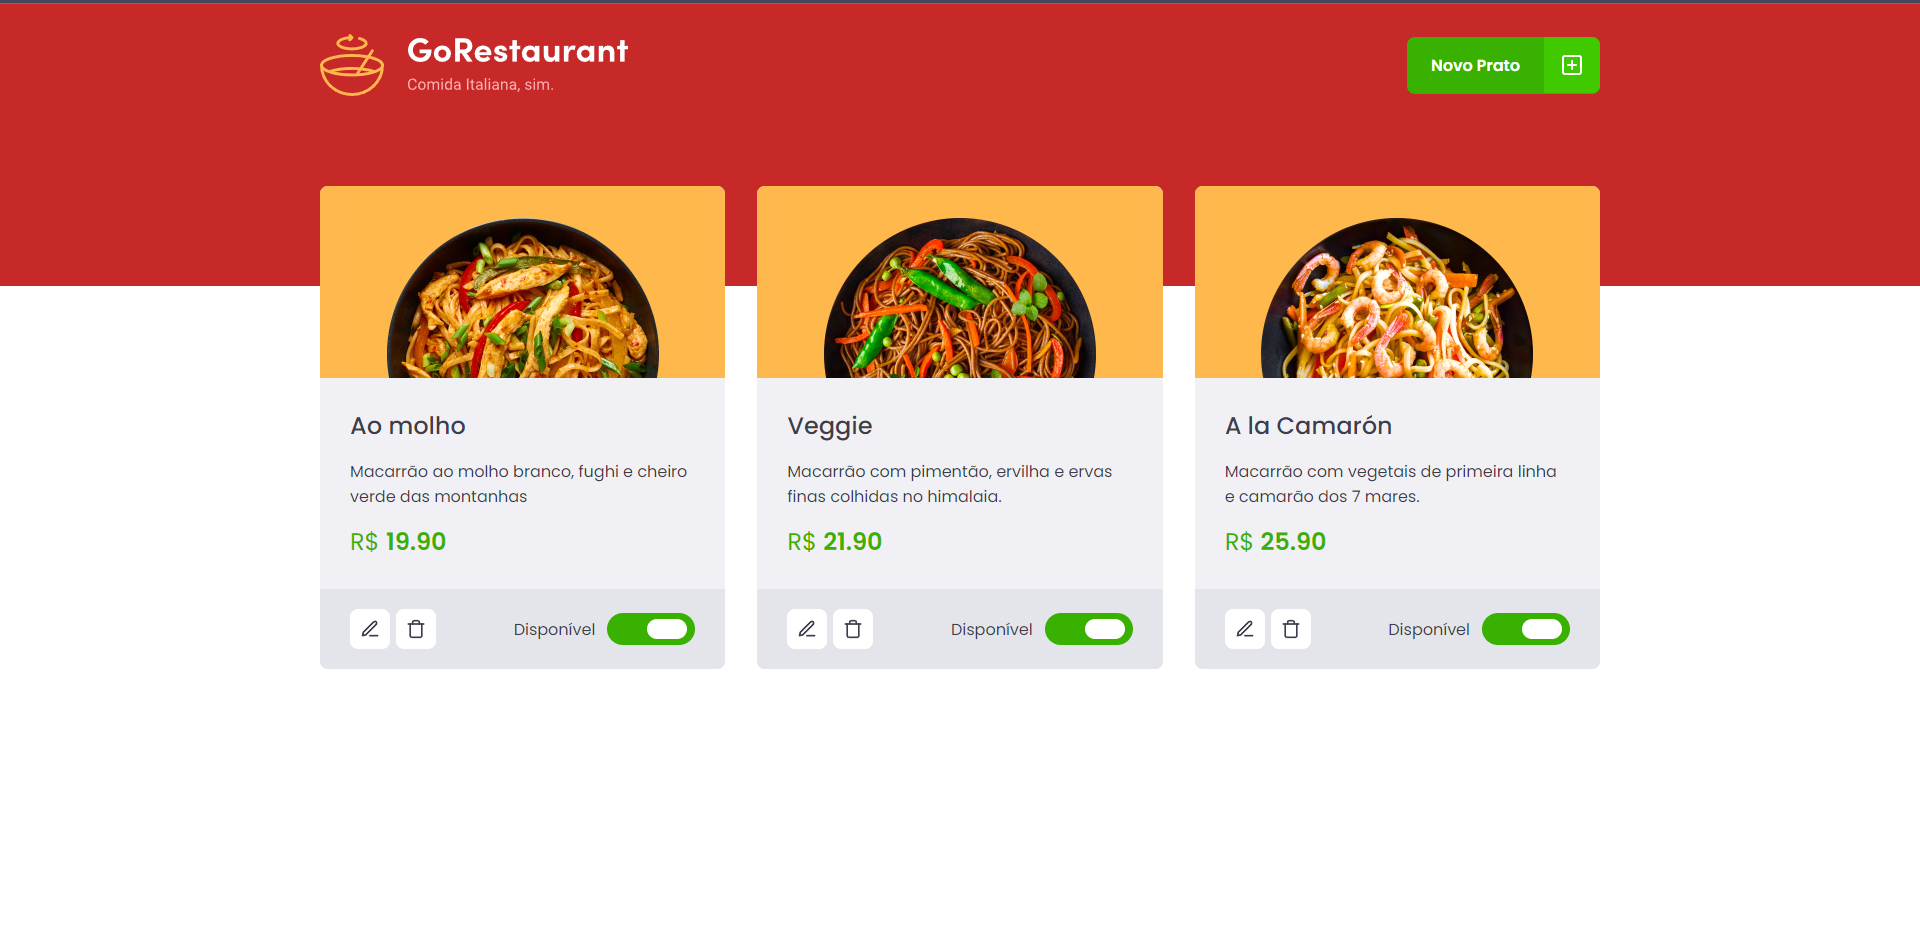 GoRestaurant
Comida Italiana, sim.
Novo Prato
Ao molho
Macarrão ao molho branco, fughi e cheiro
verde das montanhas
R$ 19.90
Disponível
Veggie
Macarrão com pimentão, ervilha e ervas
finas colhidas no himalaia.
R$ 21.90
Disponível
A la Camarón
Macarrão com vegetais de primeira linha
e camarão dos 7 mares.
R$ 25.90
Disponível